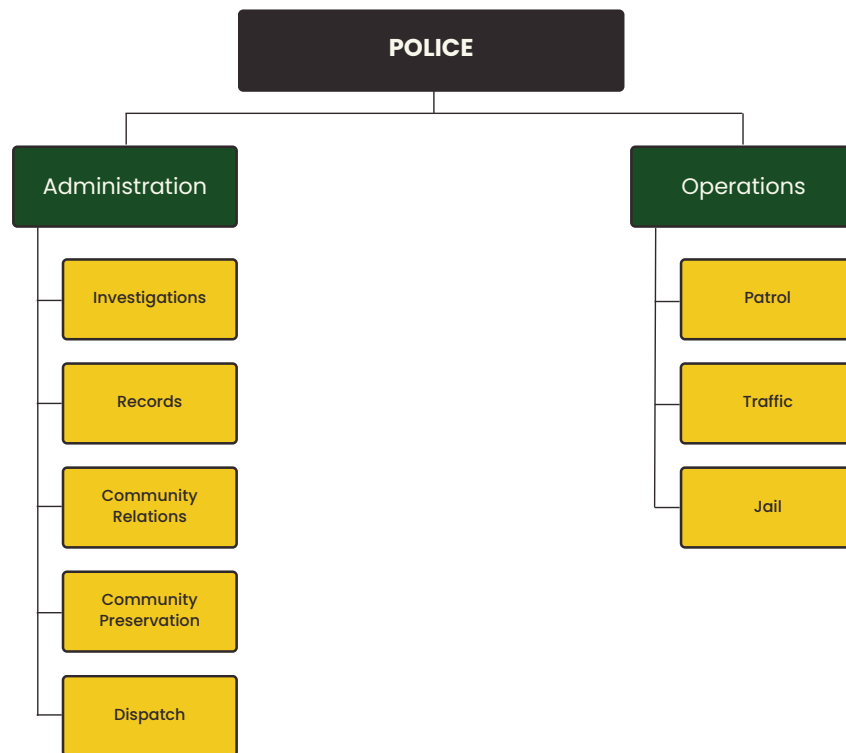 POLICE
Administration
Operations
Investigations
Patrol
Records
Traffic
Community
Relations
Jail
Community
Preservation
Dispatch